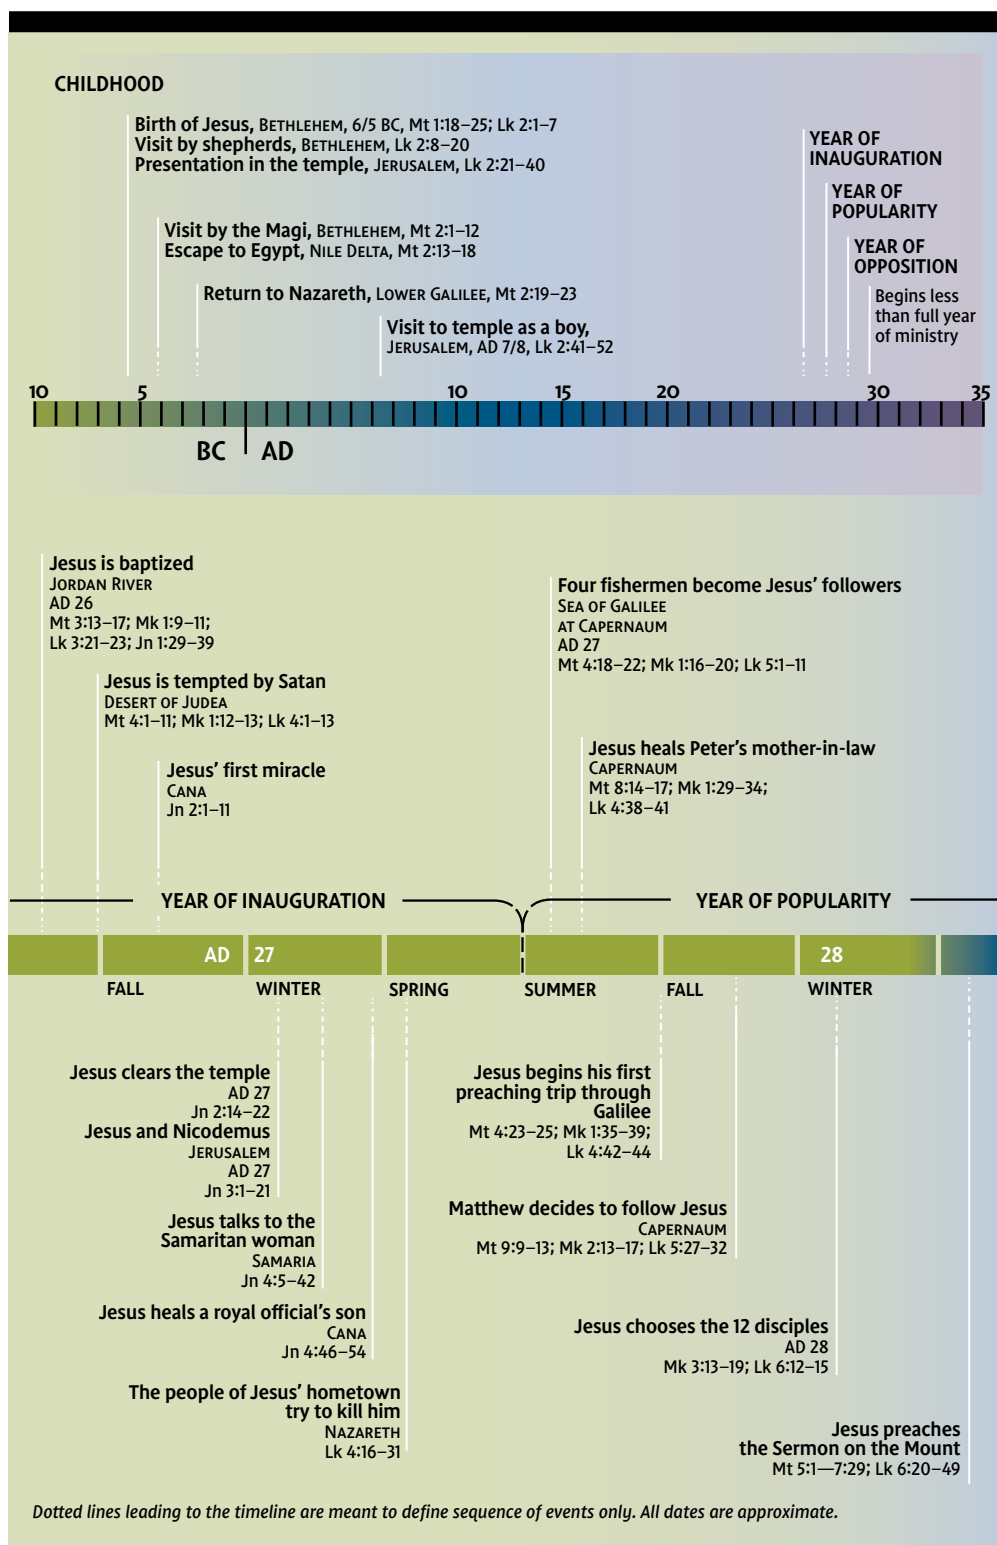 CHILDHOOD
Birth of Jesus, BETHLEHEM, 6/5 BC, Mt 1:18–25; Lk 2:1–7
Visit by shepherds, BETHLEHEM, Lk 2:8–20
Presentation in the temple, JERUSALEM, Lk 2:21–40
Visit by the Magi, BETHLEHEM, Mt 2:1–12
Escape to Egypt, NILE DELTA, Mt 2:13–18
Return to Nazareth, LOWER GALILEE, Mt 2:19–23
Visit to temple as a boy,
JERUSALEM, AD 7/8, Lk 2:41–52
YEAR OF
INAUGURATION
YEAR OF
POPULARITY
YEAR OF
OPPOSITION
Begins less
than full year
of ministry
10 5 10 15 20 30 35
BC AD
Jesus is baptized
JORDAN RIVER
AD 26
Mt 3:13–17; Mk 1:9–11;
Lk 3:21–23; Jn 1:29–39
Jesus is tempted by Satan
DESERT OF JUDEA
Mt 4:1–11; Mk 1:12–13; Lk 4:1–13
Jesus’ first miracle
CANA
Jn 2:1–11
Four fishermen become Jesus’ followers
SEA OF GALILEE
AT CAPERNAUM
AD 27
Mt 4:18–22; Mk 1:16–20; Lk 5:1–11
Jesus heals Peter’s mother-in-law
CAPERNAUM
Mt 8:14–17; Mk 1:29–34;
Lk 4:38–41
YEAR OF INAUGURATION YEAR OF POPULARITY
AD 27 28
FALL WINTER SPRING SUMMER FALL WINTER
Jesus clears the temple
AD 27
Jn 2:14–22
Jesus and Nicodemus
JERUSALEM
AD 27
Jn 3:1–21
Jesus talks to the
Samaritan woman
SAMARIA
Jn 4:5–42
Jesus heals a royal official’s son
CANA
Jn 4:46–54
The people of Jesus’ hometown
try to kill him
NAZARETH
Lk 4:16–31
Jesus begins his first
preaching trip through
Galilee
Mt 4:23–25; Mk 1:35–39;
Lk 4:42–44
Matthew decides to follow Jesus
CAPERNAUM
Mt 9:9–13; Mk 2:13–17; Lk 5:27–32
Jesus chooses the 12 disciples
AD 28
Mk 3:13–19; Lk 6:12–15
Jesus preaches
the Sermon on the Mount
Mt 5:1—7:29; Lk 6:20–49
Dotted lines leading to the timeline are meant to define sequence of events only. All dates are approximate.